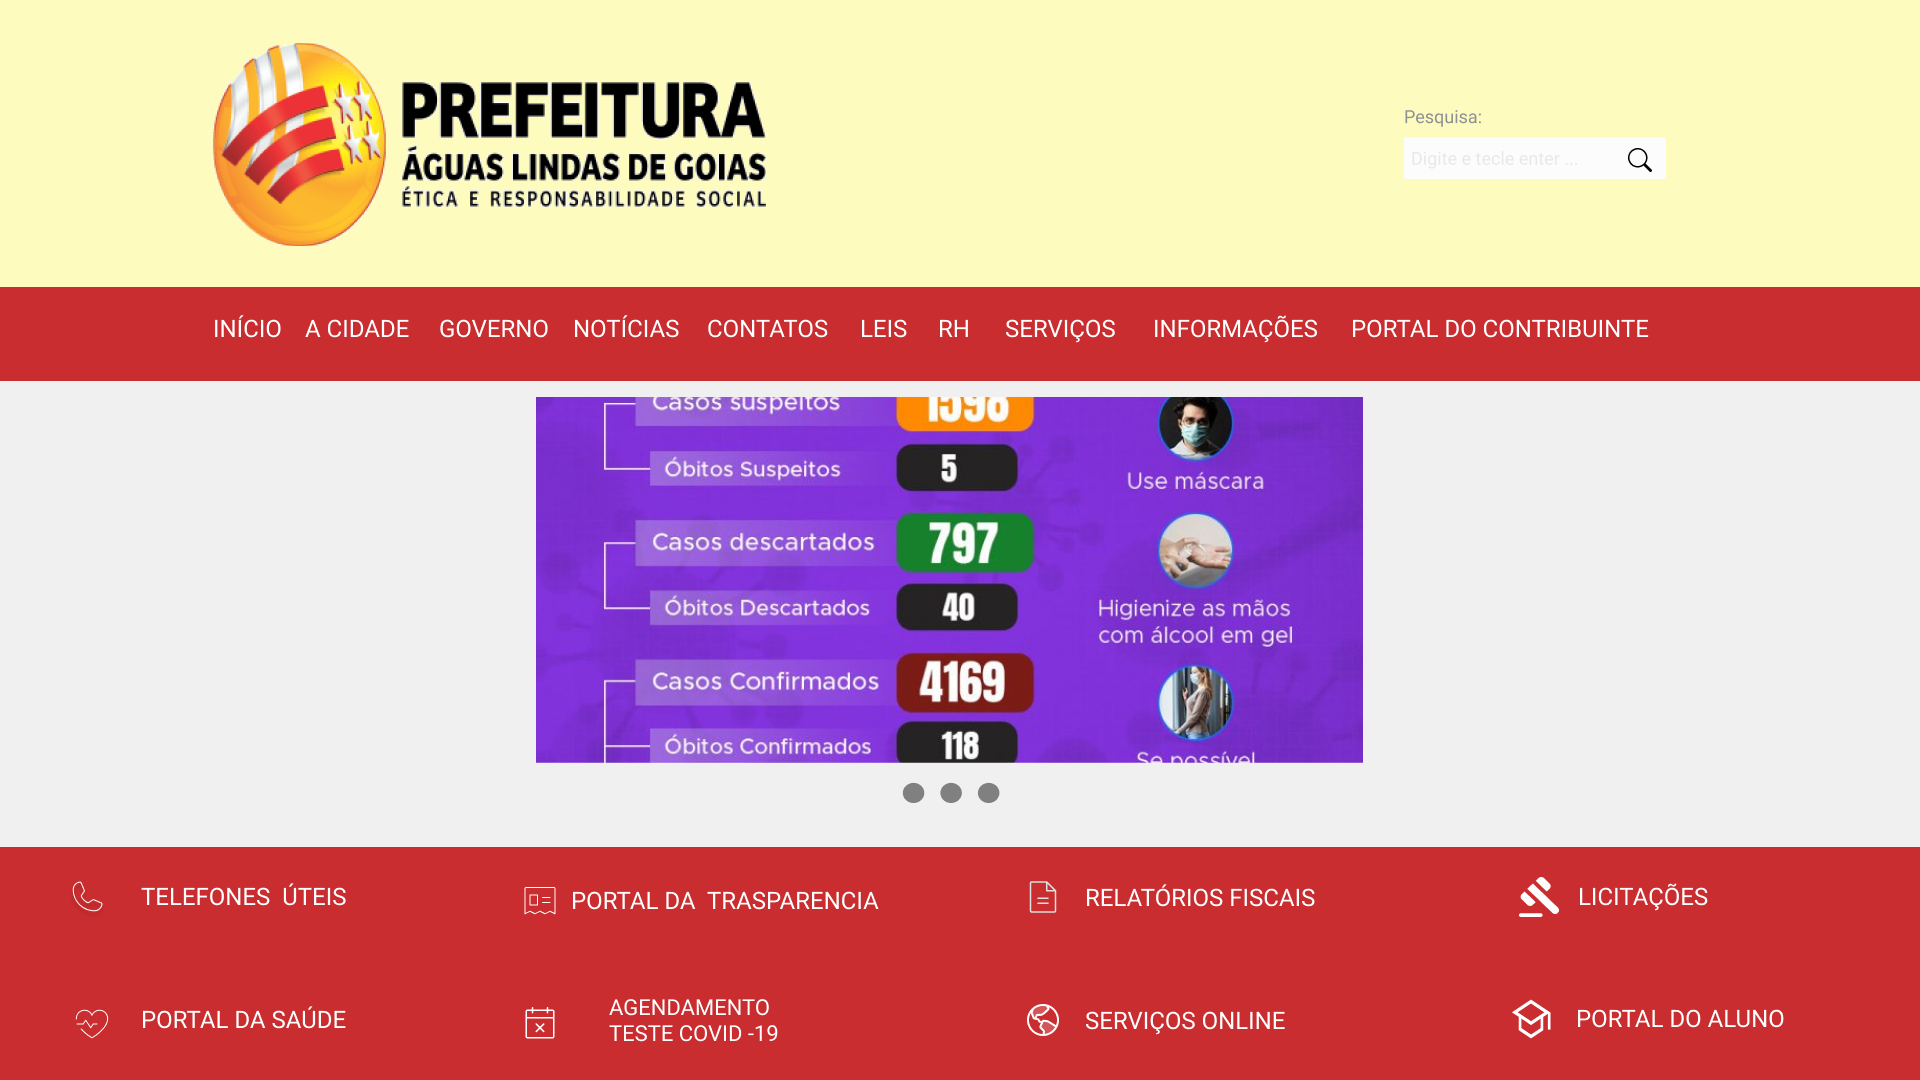 PREFEITURA
ÁGUAS LINDAS DE GOIAS
ÉTICA E RESPONSABILIDADE SOCIAL
Pesquisa:
Digite e tecle enter ...
INÍCIO A CIDADE GOVERNO NOTÍCIAS CONTATOS LEIS RH SERVIÇOS INFORMAÇÕES PORTAL DO CONTRIBUINTE
Casos suspeitos 1598
Óbitos Suspeitos 5
Casos descartados 797
Óbitos Descartados 40
Casos Confirmados 4169
Óbitos Confirmados 118
Use máscara
Higienize as mãos
com álcool em gel
Se possível
TELEFONES ÚTEIS
PORTAL DA TRASPARENCIA
RELATÓRIOS FISCAIS
LICITAÇÕES
PORTAL DA SAÚDE
AGENDAMENTO
TESTE COVID -19
SERVIÇOS ONLINE
PORTAL DO ALUNO